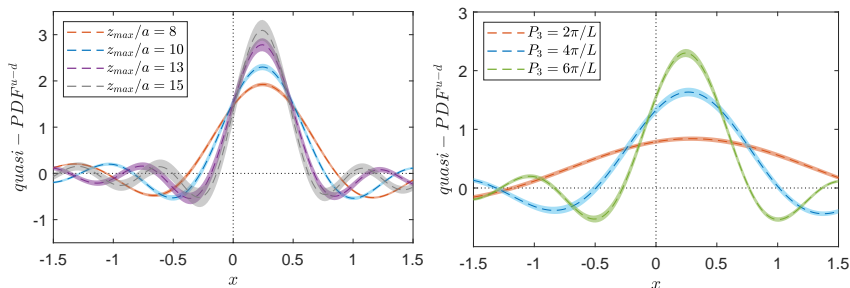 quasi − PDF^{u−d}
3
2
1
0
-1
z_{max}/a = 8
z_{max}/a = 10
z_{max}/a = 13
z_{max}/a = 15
-1.5 -1 -0.5 0 0.5 1 1.5
x
quasi − PDF^{u−d}
3
2
1
0
P_3 = 2π/L
P_3 = 4π/L
P_3 = 6π/L
-1.5 -1 -0.5 0 0.5 1 1.5
x